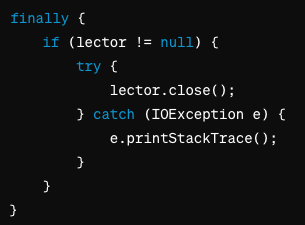 finally {
    if (lector != null) {
        try {
            lector.close();
        } catch (IOException e) {
            e.printStackTrace();
        }
    }
}